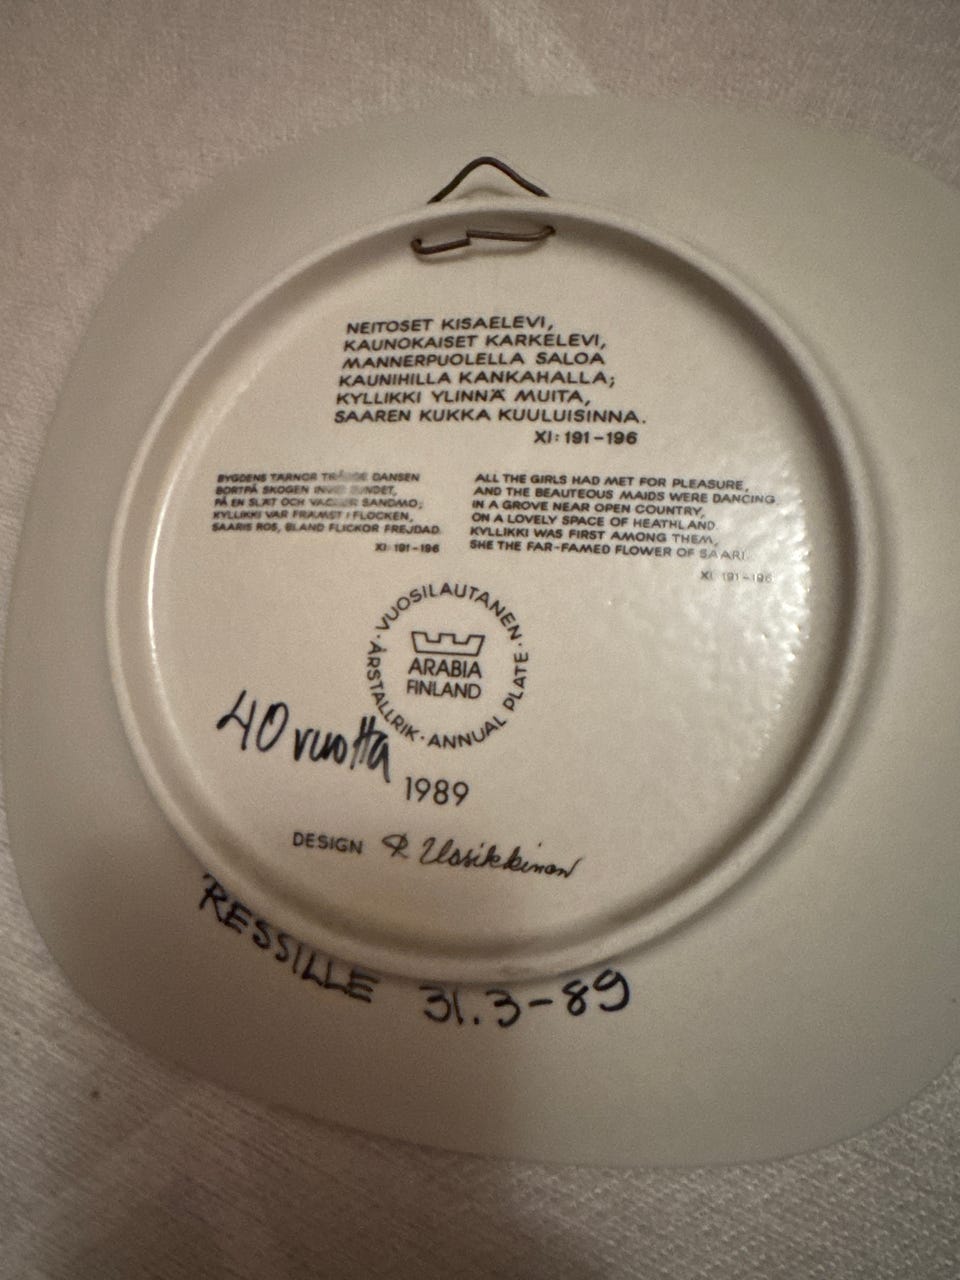 NEITOSET KISAELEVI,
KAUNOKAISET KARKELEVI,
MANNERPUOLELLA SALOA
KAUNIHILLA KANKAHALLA;
KYLLIKKI YLINNÄ MUITA,
SAAREN KUKKA KUULUISINNA.
XI: 191-196
BYGDENS TÄRNOR DANSEN
BORTPÅ SKOGEN
PÅ EN SLÄT OCH SANDMO;
KYLLIKKI VAR FRÄMST I FLOCKEN,
SAARIS ROS, BLAND FLICKOR FREJDAD.
XI: 191-196
ALL THE GIRLS HAD MET FOR PLEASURE,
AND THE BEAUTEOUS MAIDS WERE DANCING
IN A GROVE NEAR OPEN COUNTRY,
ON A LOVELY SPACE OF HEATHLAND.
KYLLIKKI WAS FIRST AMONG THEM,
SHE THE FAR-FAMED FLOWER OF SAARI.
XI: 191-196
VUOSILAUTANEN · ANNUAL PLATE · ÅRSTALLRIK ·
ARABIA
FINLAND
40 vuotta
1989
DESIGN R Uosikkinen
RESSILLE 31.3-89